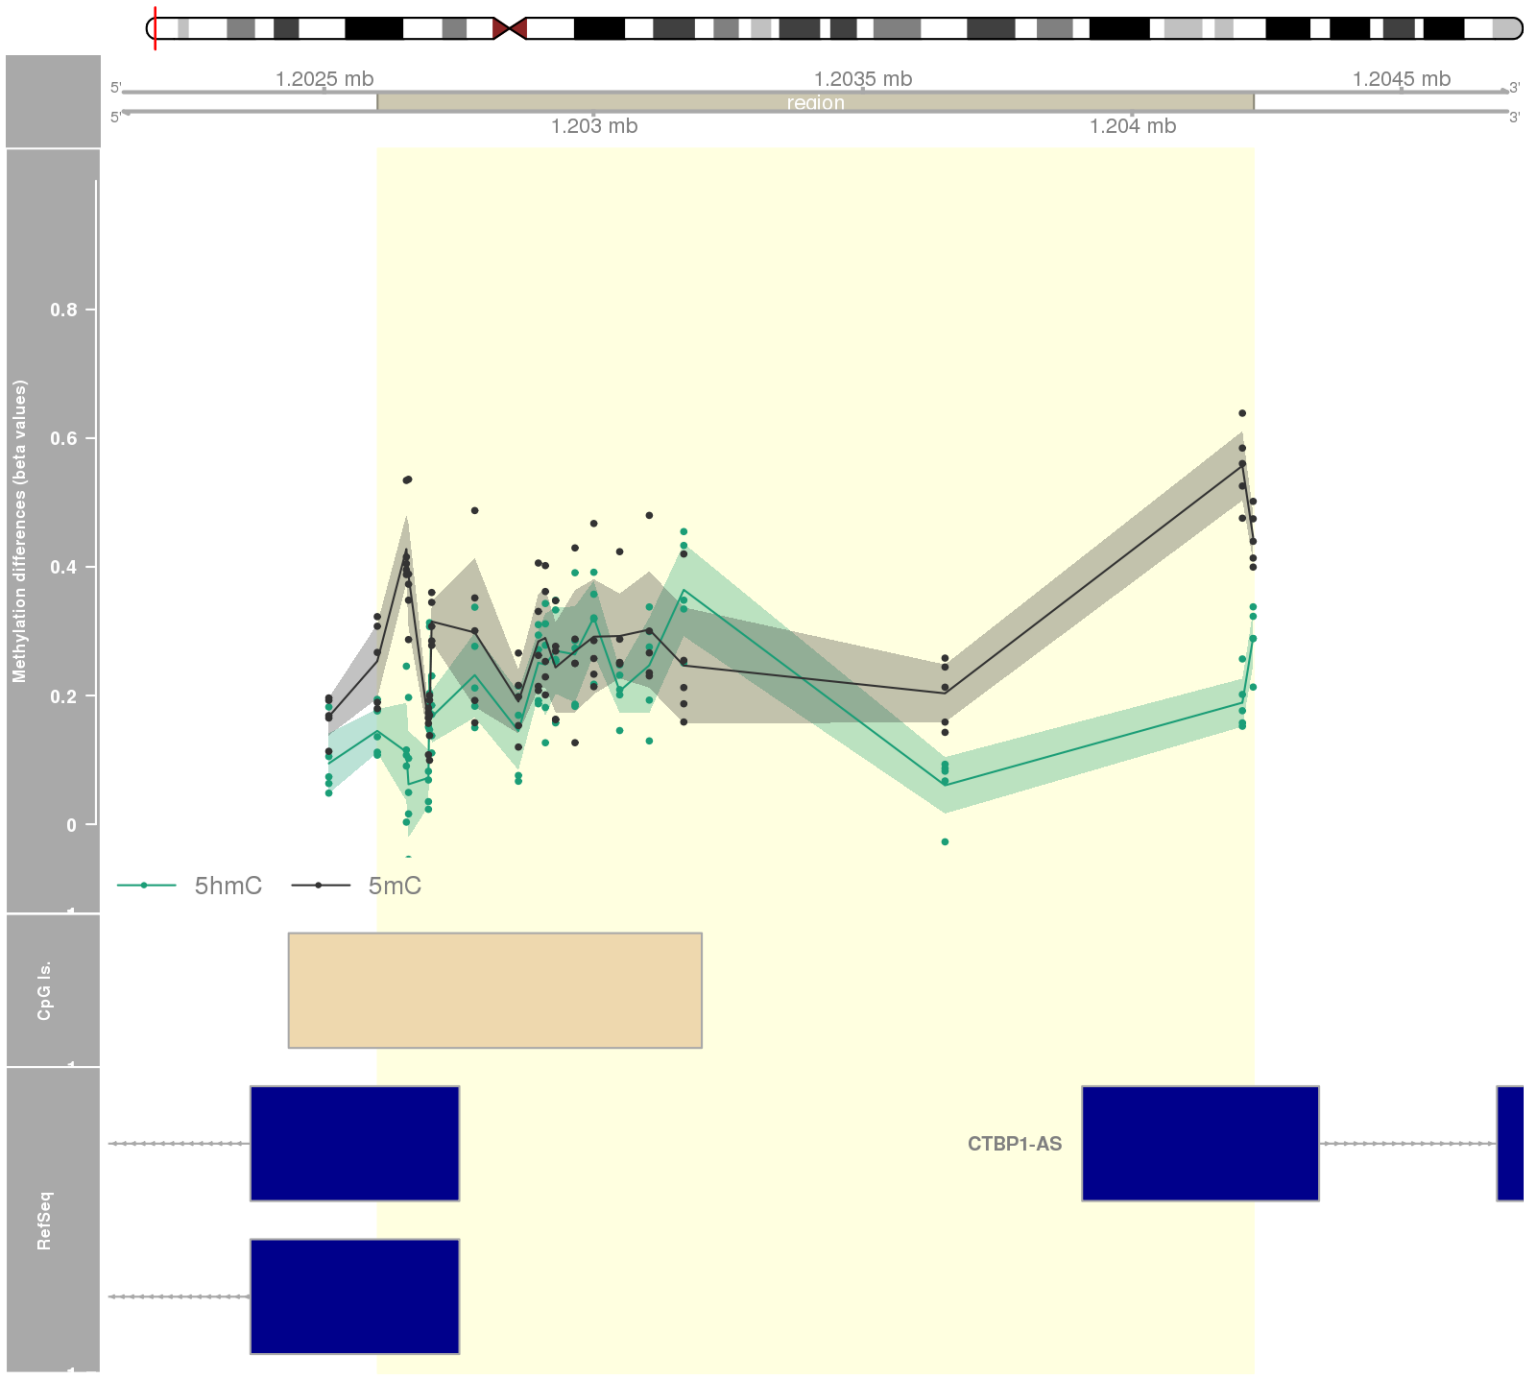 1.2025 mb 1.2035 mb 1.2045 mb
5' 3'
region
5' 3'
1.203 mb 1.204 mb
Methylation differences (beta values)
0.8
0.6
0.4
0.2
0
5hmC 5mC
CpG Is.
RefSeq
CTBP1-AS